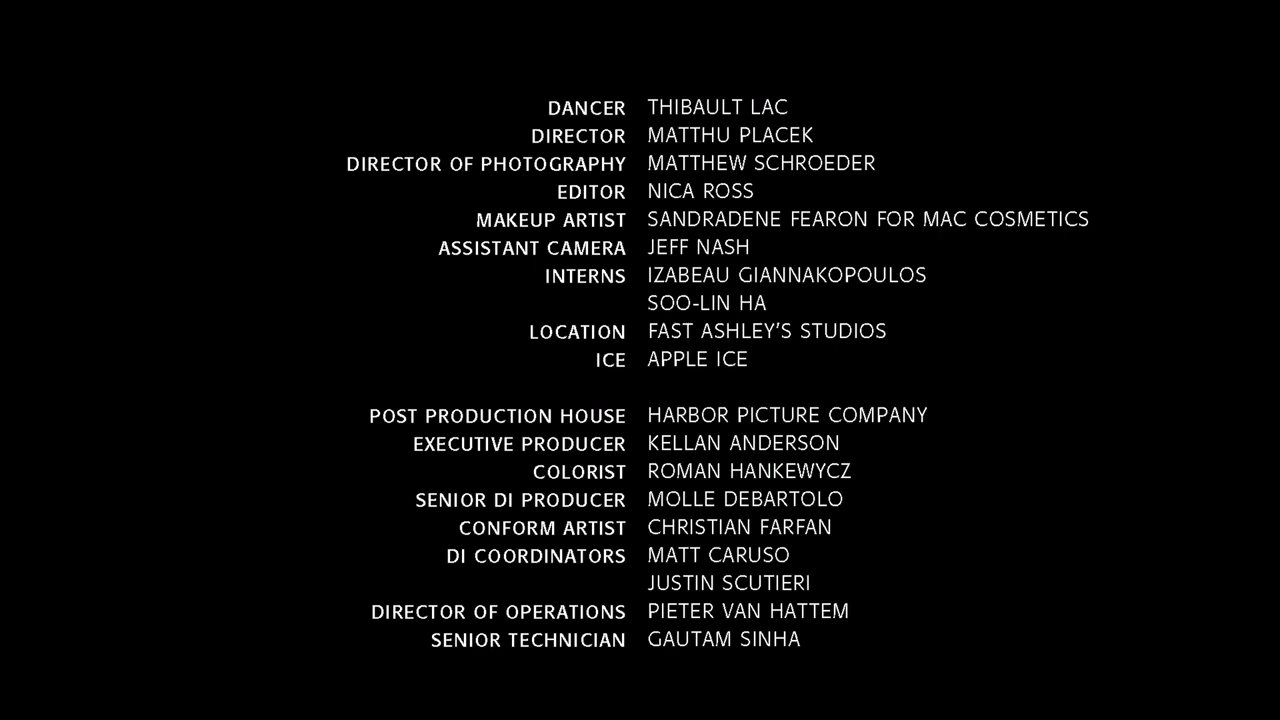 DANCER THIBAULT LAC
DIRECTOR MATTHU PLACEK
DIRECTOR OF PHOTOGRAPHY MATTHEW SCHROEDER
EDITOR NICA ROSS
MAKEUP ARTIST SANDRADENE FEARON FOR MAC COSMETICS
ASSISTANT CAMERA JEFF NASH
INTERNS IZABEAU GIANNAKOPOULOS
SOO-LIN HA
LOCATION FAST ASHLEY'S STUDIOS
ICE APPLE ICE
POST PRODUCTION HOUSE HARBOR PICTURE COMPANY
EXECUTIVE PRODUCER KELLAN ANDERSON
COLORIST ROMAN HANKEWYCZ
SENIOR DI PRODUCER MOLLE DEBARTOLO
CONFORM ARTIST CHRISTIAN FARFAN
DI COORDINATORS MATT CARUSO
JUSTIN SCUTIERI
DIRECTOR OF OPERATIONS PIETER VAN HATTEM
SENIOR TECHNICIAN GAUTAM SINHA